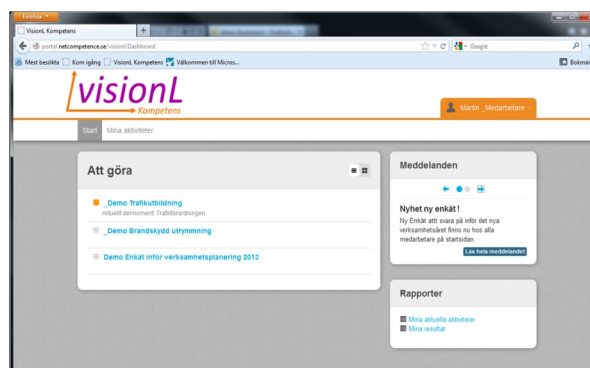 Firefox
VisionL Kompetens
portal.netcompetence.se/visionl/Dashboard
Google
Mest besökta
Kom igång
VisionL Kompetens
Välkommen till Micros...
Bokmär
visionL
Kompetens
Martin _Medarbetare
Start
Mina aktiviteter
Att göra
_Demo Trafikutbildning
Aktuellt delmoment: Trafikförordningen
_Demo Brandskydd utrymmning
Demo Enkät inför verksamhetsplanering 2013
Meddelanden
Nyhet ny enkät !
Ny Enkät attt svara på inför det nya
verksamhetsåret finns nu hos alla
medarbetare på startsidan.
Läs hela meddelandet
Rapporter
Mina aktuella aktiviteter
Mina resultat